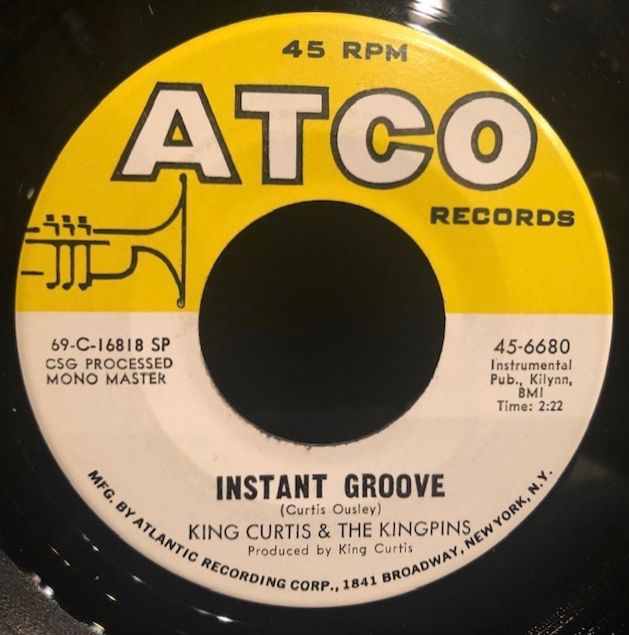 45 RPM
ATCO
RECORDS
69-C-16818 SP
CSG PROCESSED
MONO MASTER
45-6680
Instrumental
Pub., Kilynn,
BMI
Time: 2:22
INSTANT GROOVE
(Curtis Ousley)
KING CURTIS & THE KINGPINS
Produced by King Curtis
MFG. BY ATLANTIC RECORDING CORP., 1841 BROADWAY, NEW YORK, N.Y.